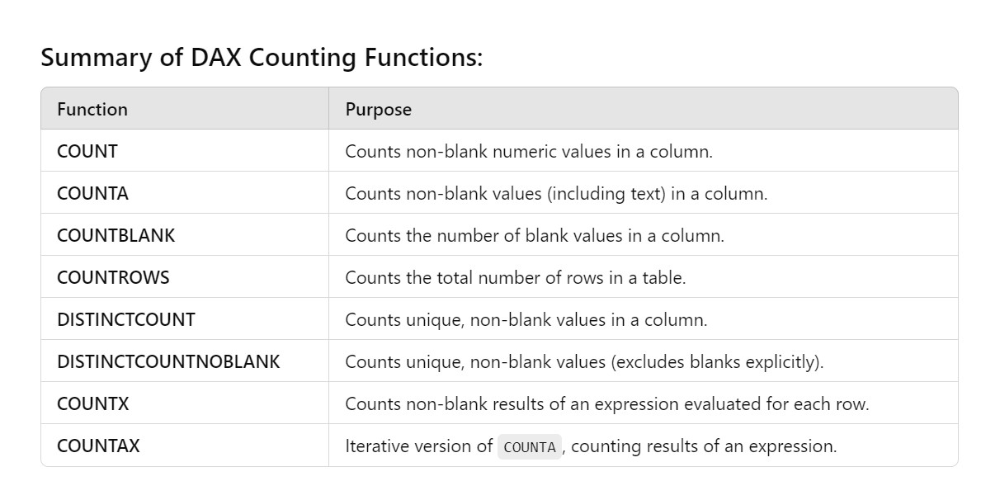 Summary of DAX Counting Functions:
Function Purpose
COUNT Counts non-blank numeric values in a column.
COUNTA Counts non-blank values (including text) in a column.
COUNTBLANK Counts the number of blank values in a column.
COUNTROWS Counts the total number of rows in a table.
DISTINCTCOUNT Counts unique, non-blank values in a column.
DISTINCTCOUNTNOBLANK Counts unique, non-blank values (excludes blanks explicitly).
COUNTX Counts non-blank results of an expression evaluated for each row.
COUNTAX Iterative version of COUNTA, counting results of an expression.